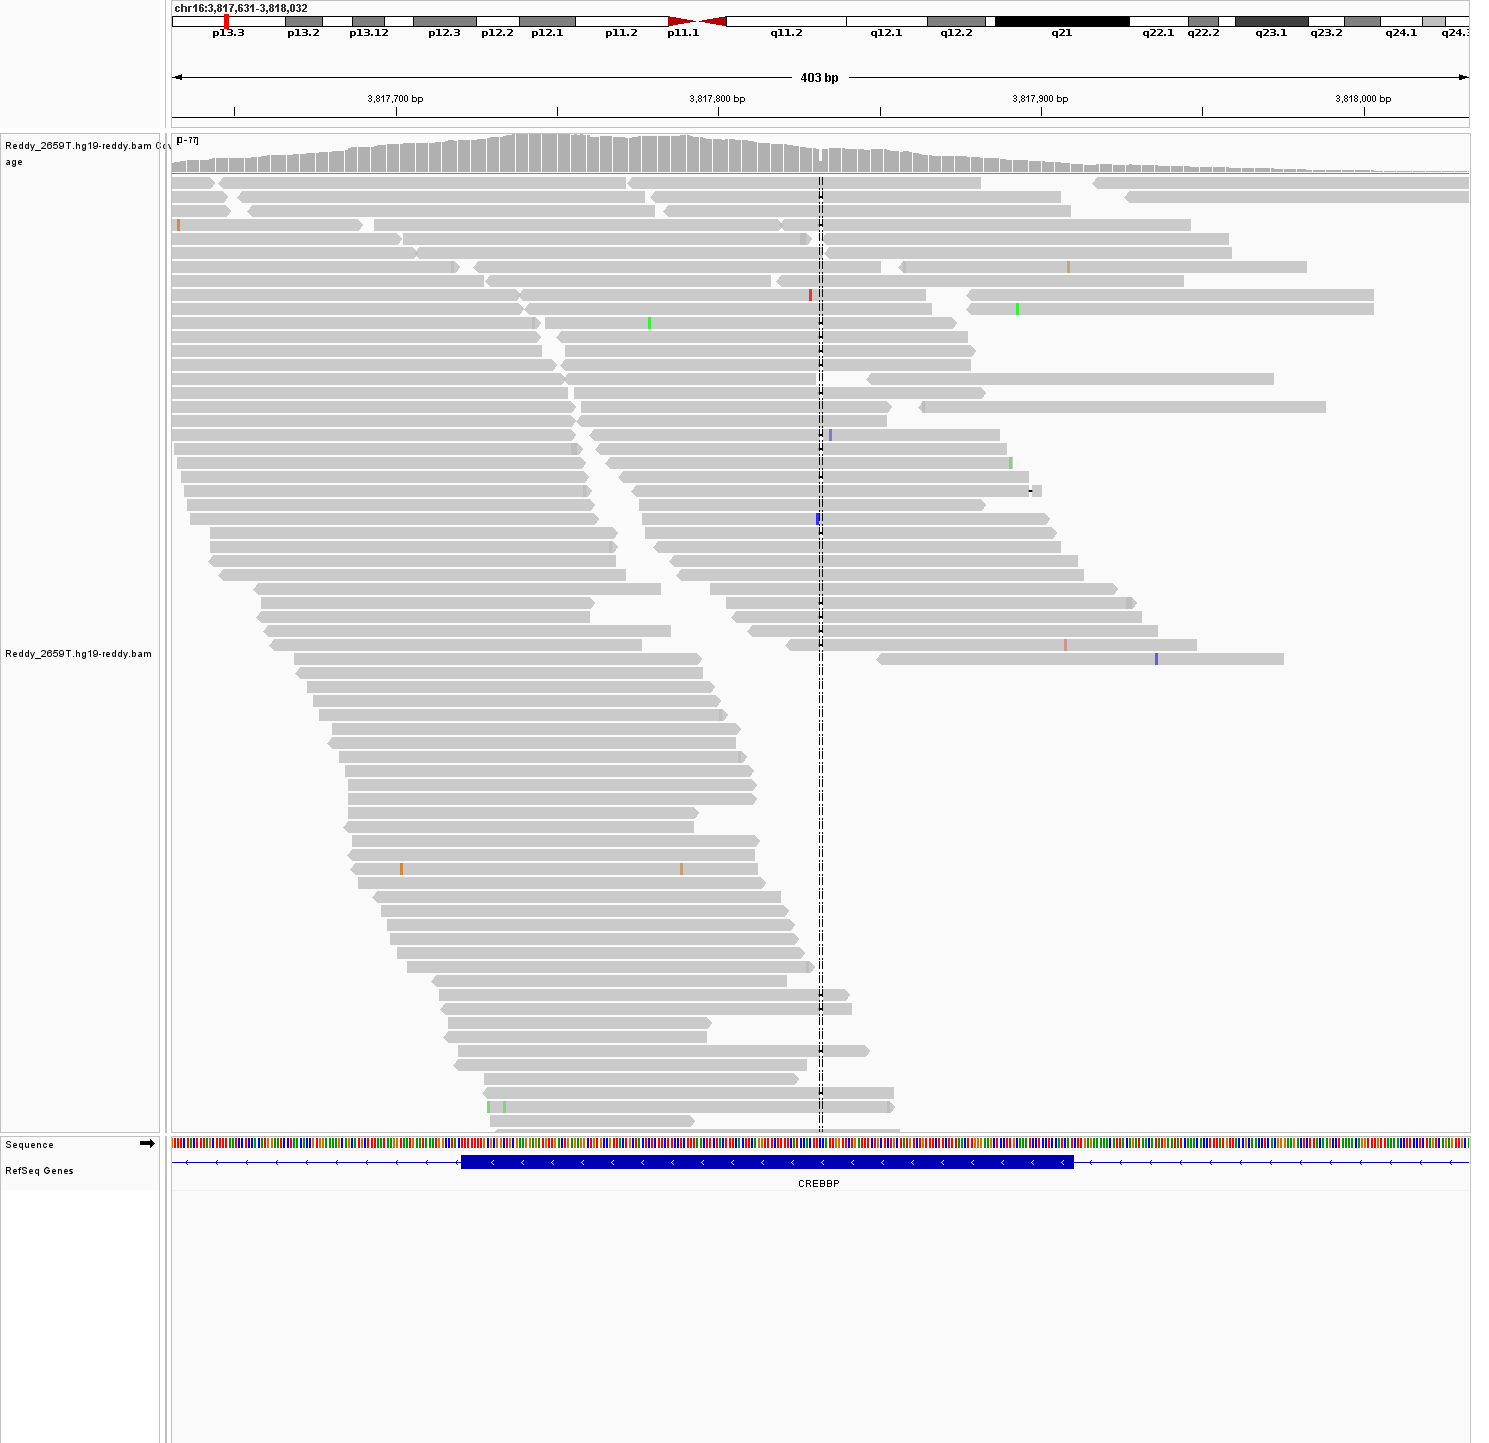 chr16:3,817,631-3,818,032
p13.3 p13.2 p13.12 p12.3 p12.2 p12.1 p11.2 p11.1 q11.2 q12.1 q12.2 q21 q22.1 q22.2 q23.1 q23.2 q24.1 q24.3
403 bp
3,817,700 bp 3,817,800 bp 3,817,900 bp 3,818,000 bp
[0 - 77]
Reddy_2659T.hg19-reddy.bam Cov
age
Reddy_2659T.hg19-reddy.bam
Sequence
RefSeq Genes
CREBBP